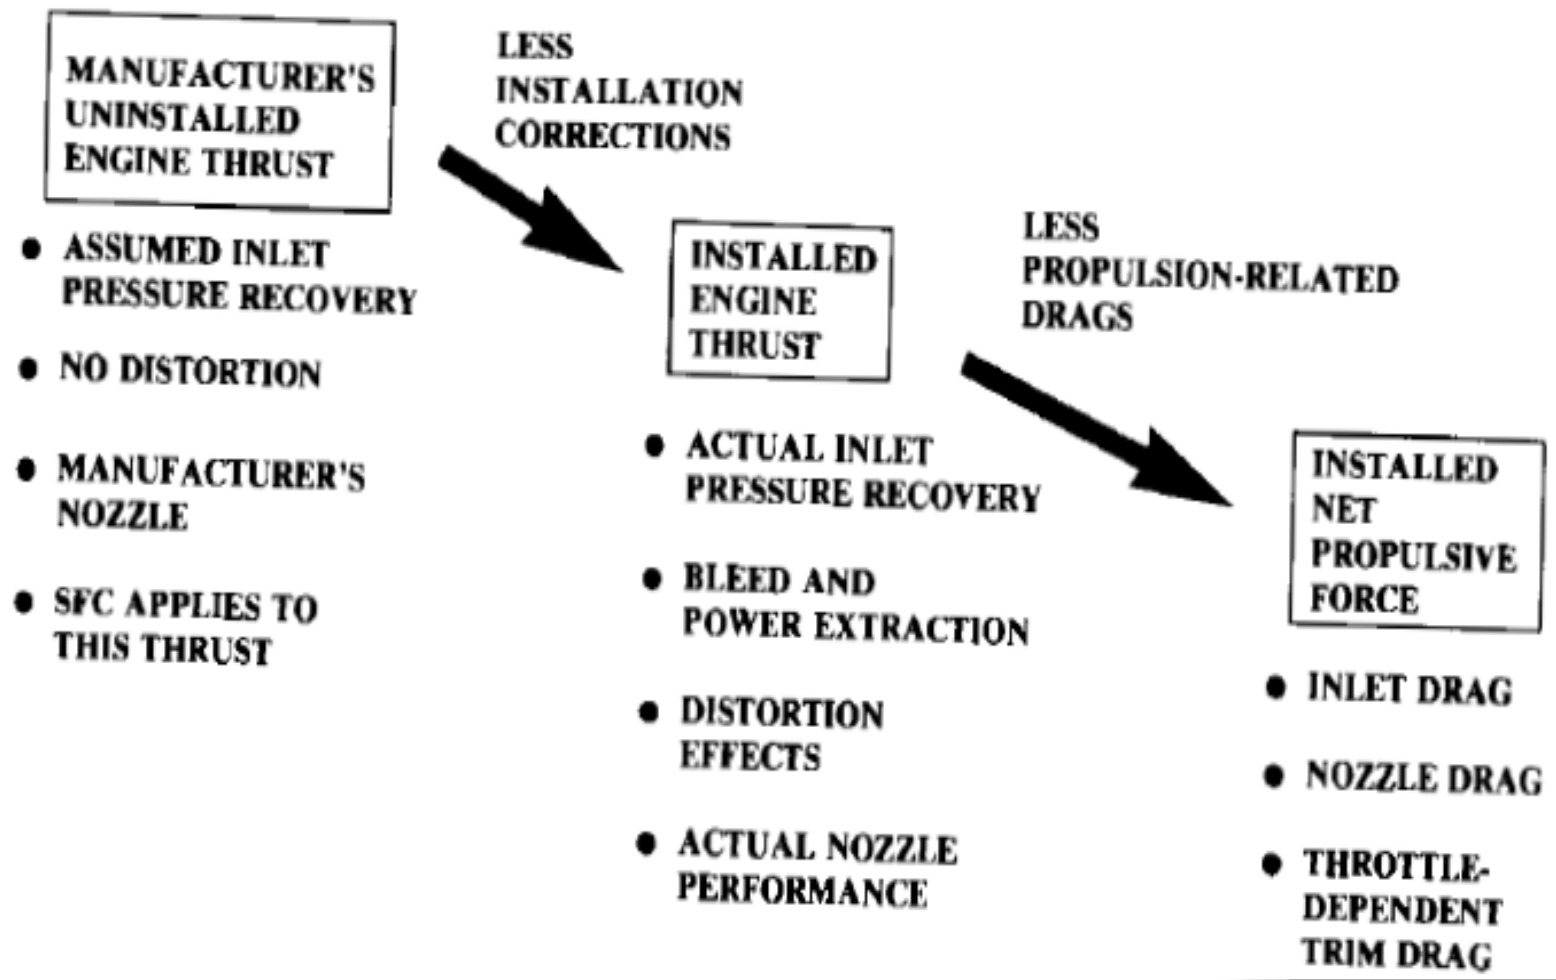 MANUFACTURER'S
UNINSTALLED
ENGINE THRUST
● ASSUMED INLET
PRESSURE RECOVERY
● NO DISTORTION
● MANUFACTURER'S
NOZZLE
● SFC APPLIES TO
THIS THRUST
LESS
INSTALLATION
CORRECTIONS
INSTALLED
ENGINE
THRUST
● ACTUAL INLET
PRESSURE RECOVERY
● BLEED AND
POWER EXTRACTION
● DISTORTION
EFFECTS
● ACTUAL NOZZLE
PERFORMANCE
LESS
PROPULSION-RELATED
DRAGS
INSTALLED
NET
PROPULSIVE
FORCE
● INLET DRAG
● NOZZLE DRAG
● THROTTLE-
DEPENDENT
TRIM DRAG